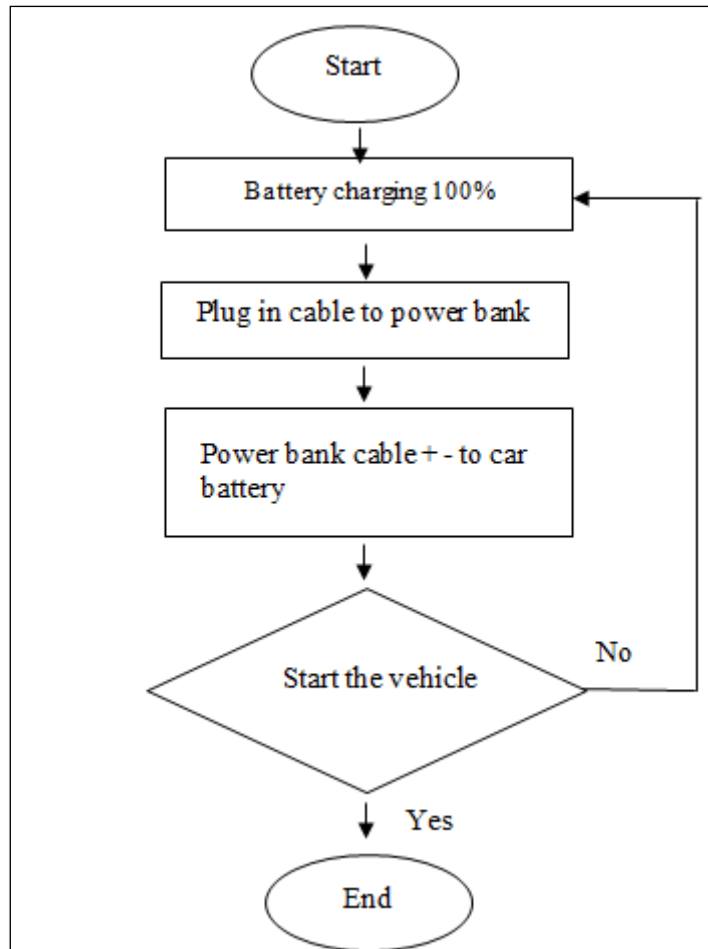 Start
Battery charging 100%
Plug in cable to power bank
Power bank cable + - to car
battery
Start the vehicle
No
Yes
End